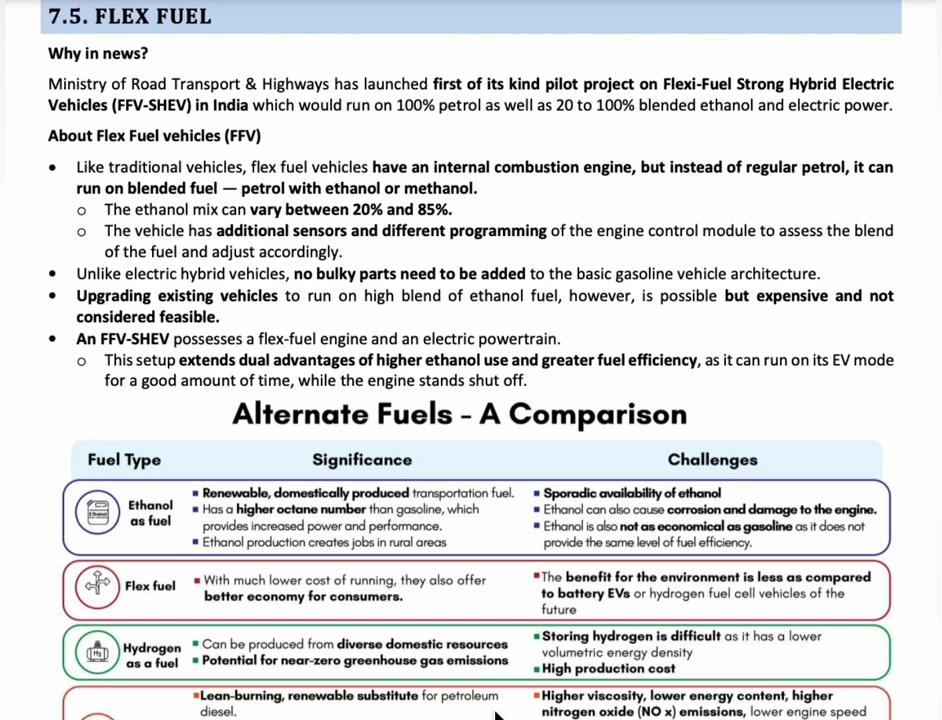 7.5. FLEX FUEL
Why in news?
Ministry of Road Transport & Highways has launched first of its kind pilot project on Flexi-Fuel Strong Hybrid Electric
Vehicles (FFV-SHEV) in India which would run on 100% petrol as well as 20 to 100% blended ethanol and electric power.
About Flex Fuel vehicles (FFV)
• Like traditional vehicles, flex fuel vehicles have an internal combustion engine, but instead of regular petrol, it can
run on blended fuel — petrol with ethanol or methanol.
o The ethanol mix can vary between 20% and 85%.
o The vehicle has additional sensors and different programming of the engine control module to assess the blend
of the fuel and adjust accordingly.
• Unlike electric hybrid vehicles, no bulky parts need to be added to the basic gasoline vehicle architecture.
• Upgrading existing vehicles to run on high blend of ethanol fuel, however, is possible but expensive and not
considered feasible.
• An FFV-SHEV possesses a flex-fuel engine and an electric powertrain.
o This setup extends dual advantages of higher ethanol use and greater fuel efficiency, as it can run on its EV mode
for a good amount of time, while the engine stands shut off.
Alternate Fuels - A Comparison
Fuel Type Significance Challenges
Ethanol
as fuel
▪ Renewable, domestically produced transportation fuel.
▪ Has a higher octane number than gasoline, which
provides increased power and performance.
▪ Ethanol production creates jobs in rural areas
▪ Sporadic availability of ethanol
▪ Ethanol can also cause corrosion and damage to the engine.
▪ Ethanol is also not as economical as gasoline as it does not
provide the same level of fuel efficiency.
Flex fuel
▪ With much lower cost of running, they also offer
better economy for consumers.
▪ The benefit for the environment is less as compared
to battery EVs or hydrogen fuel cell vehicles of the
future
H₂
Hydrogen
as a fuel
▪ Can be produced from diverse domestic resources
▪ Potential for near-zero greenhouse gas emissions
▪ Storing hydrogen is difficult as it has a lower
volumetric energy density
▪ High production cost
▪ Lean-burning, renewable substitute for petroleum
diesel.
▪ Higher viscosity, lower energy content, higher
nitrogen oxide (NO x) emissions, lower engine speed